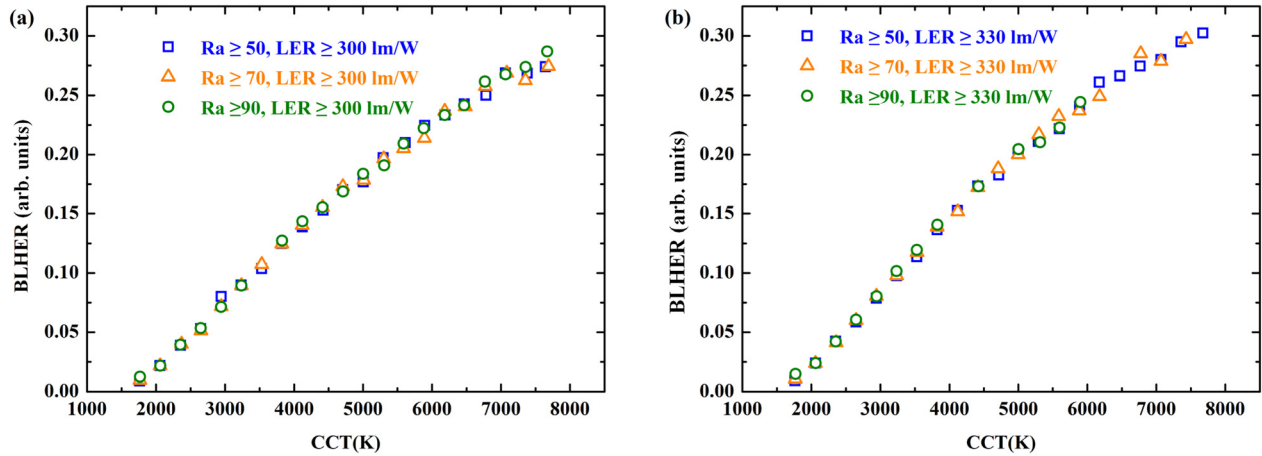 (a)
Ra ≥ 50, LER ≥ 300 lm/W
Ra ≥ 70, LER ≥ 300 lm/W
Ra ≥90, LER ≥ 300 lm/W
BLHER (arb. units)
0.30
0.25
0.20
0.15
0.10
0.05
0.00
1000 2000 3000 4000 5000 6000 7000 8000
CCT(K)
(b)
Ra ≥ 50, LER ≥ 330 lm/W
Ra ≥ 70, LER ≥ 330 lm/W
Ra ≥90, LER ≥ 330 lm/W
BLHER (arb. units)
0.30
0.25
0.20
0.15
0.10
0.05
0.00
1000 2000 3000 4000 5000 6000 7000 8000
CCT(K)